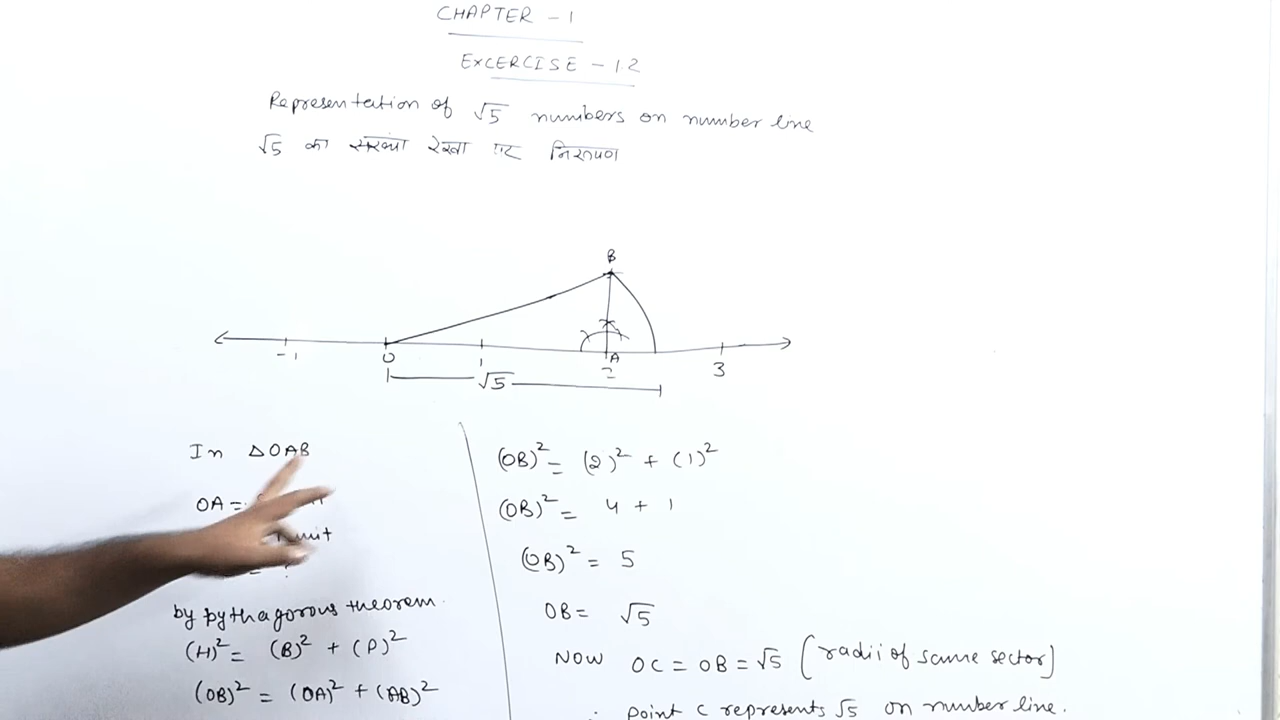 CHAPTER - 1
EXCERCISE - 12
Representation of √5 numbers on number line
√5 का संख्या रेखा पर निरूपण
B
-1 0 1 A 3
2
√5
In △OAB
OA =
unit
= ?
by pythagorous theorem.
(H)² = (B)² + (P)²
(OB)² = (OA)² + (AB)²
(OB)² = (2)² + (1)²
(OB)² = 4 + 1
(OB)² = 5
OB = √5
NOW OC = OB = √5 (radii of same sector)
∴ point C represents √5 on number line.